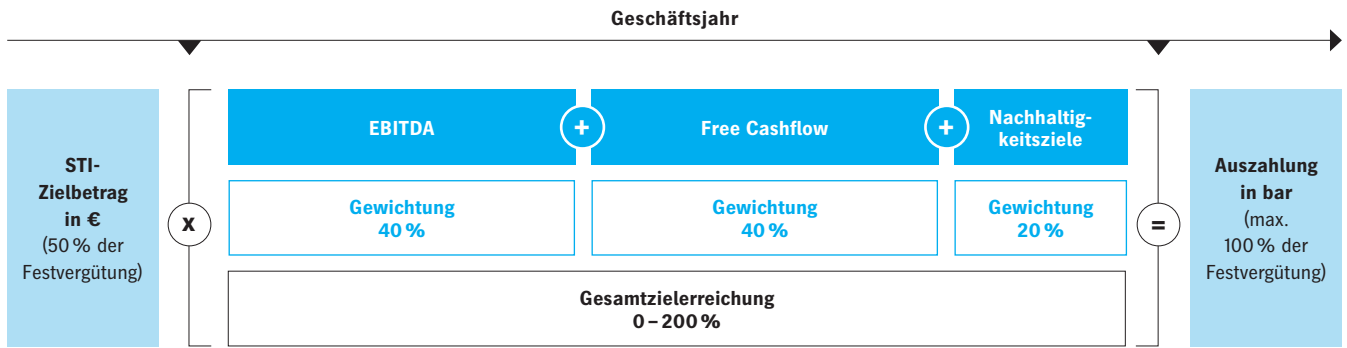 Geschäftsjahr
STI-
Zielbetrag
in €
(50 % der
Festvergütung)
x
EBITDA
+
Free Cashflow
+
Nachhaltig-
keitsziele
Gewichtung
40 %
Gewichtung
40 %
Gewichtung
20 %
Gesamtzielerreichung
0 – 200 %
=
Auszahlung
in bar
(max.
100 % der
Festvergütung)